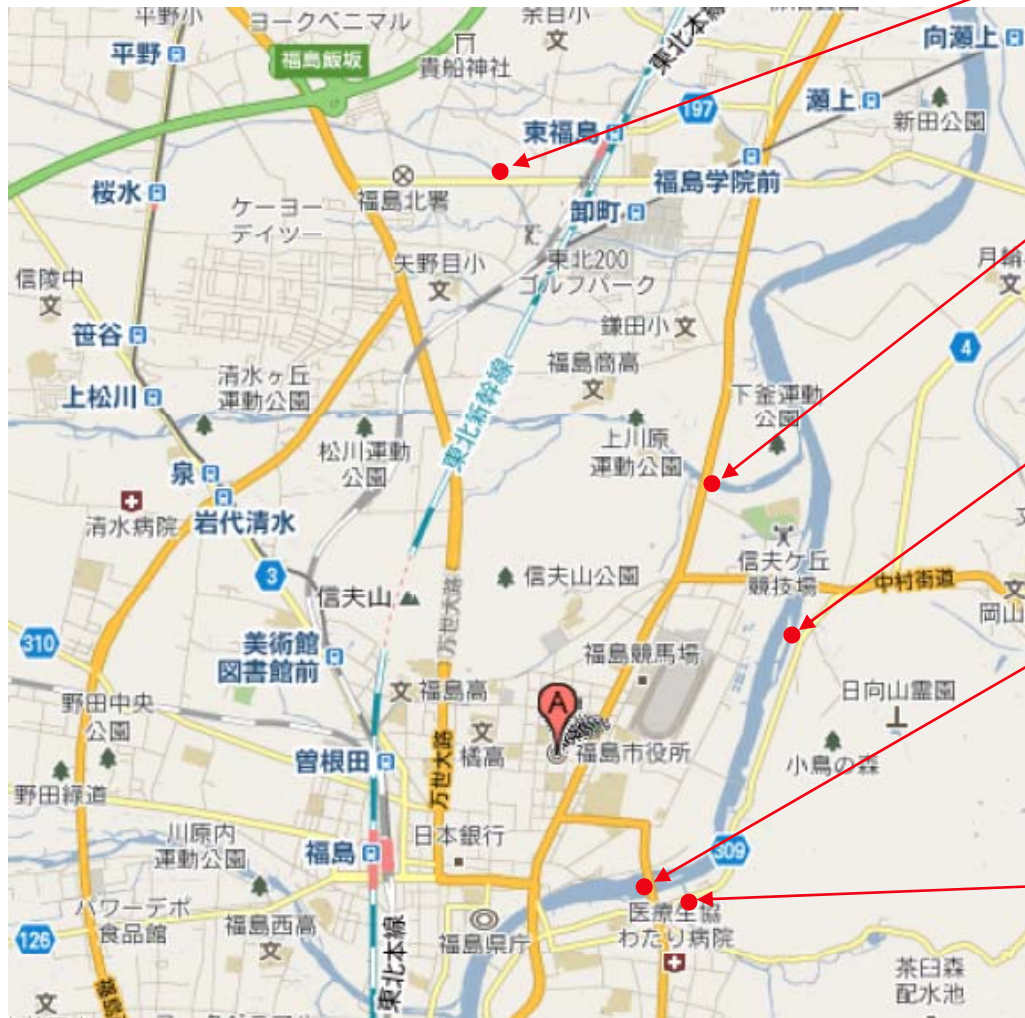 平野小
ヨークベニマル
余目小
向瀬上
平野
福島飯坂
貴船神社
東北本線
瀬上
197
新田公園
東福島
福島学院前
桜水
福島北署
ケーヨー
デイツー
卸町
東北200
ゴルフパーク
矢野目小
信陵中
鎌田小
4
笹谷
清水ヶ丘
運動公園
東北新幹線
福島商高
上松川
下釜運動
公園
松川運動
公園
上川原
運動公園
泉
清水病院
岩代清水
信夫ケ丘
競技場
3
信夫山
信夫山公園
中村街道
岡山
310
美術館
図書館前
万世大路
福島競馬場
福島高
日向山霊園
野田中央
公園
A
橘高
福島市役所
小鳥の森
曽根田
万世大路
野田緑道
川原内
運動公園
日本銀行
309
福島
パワーデポ
食品館
126
福島西高
福島県庁
医療生協
わたり病院
東北本線
茶臼森
配水池
文